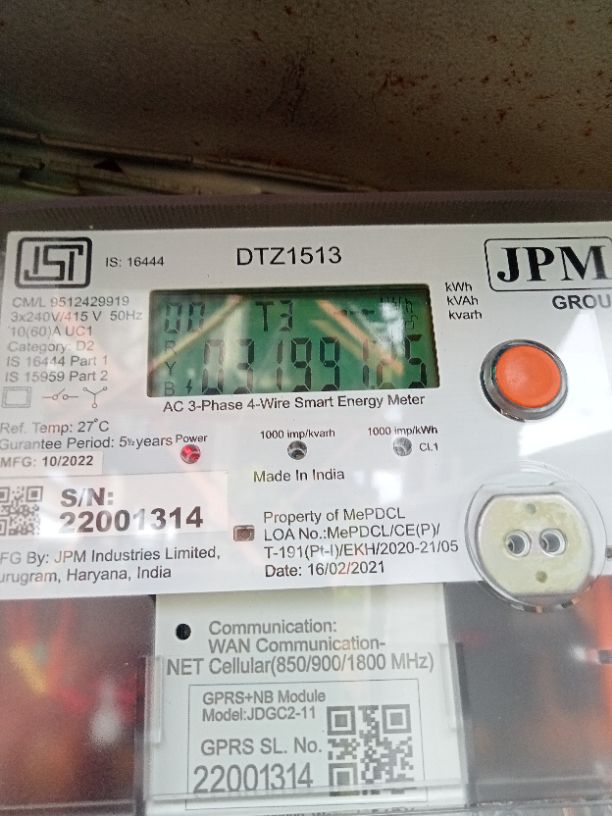 IS: 16444
DTZ1513
JPM
GROU
CM/L 9512429919
3x240V/415 V 50Hz
10(60)A UC1
Category: D2
IS 16444 Part 1
IS 15959 Part 2
kWh
kVAh
kvarh
T3
R
Y
B
AC 3-Phase 4-Wire Smart Energy Meter
Ref. Temp: 27°C
Gurantee Period: 5½years
MFG: 10/2022
Power
1000 imp/kvarh
1000 imp/kWh
CL1
Made In India
S/N:
22001314
Property of MePDCL
LOA No.:MePDCL/CE(P)/
T-191(Pt-I)/EKH/2020-21/05
Date: 16/02/2021
FG By: JPM Industries Limited,
urugram, Haryana, India
Communication:
WAN Communication-
NET Cellular(850/900/1800 MHz)
GPRS+NB Module
Model:JDGC2-11
GPRS SL. No.
22001314